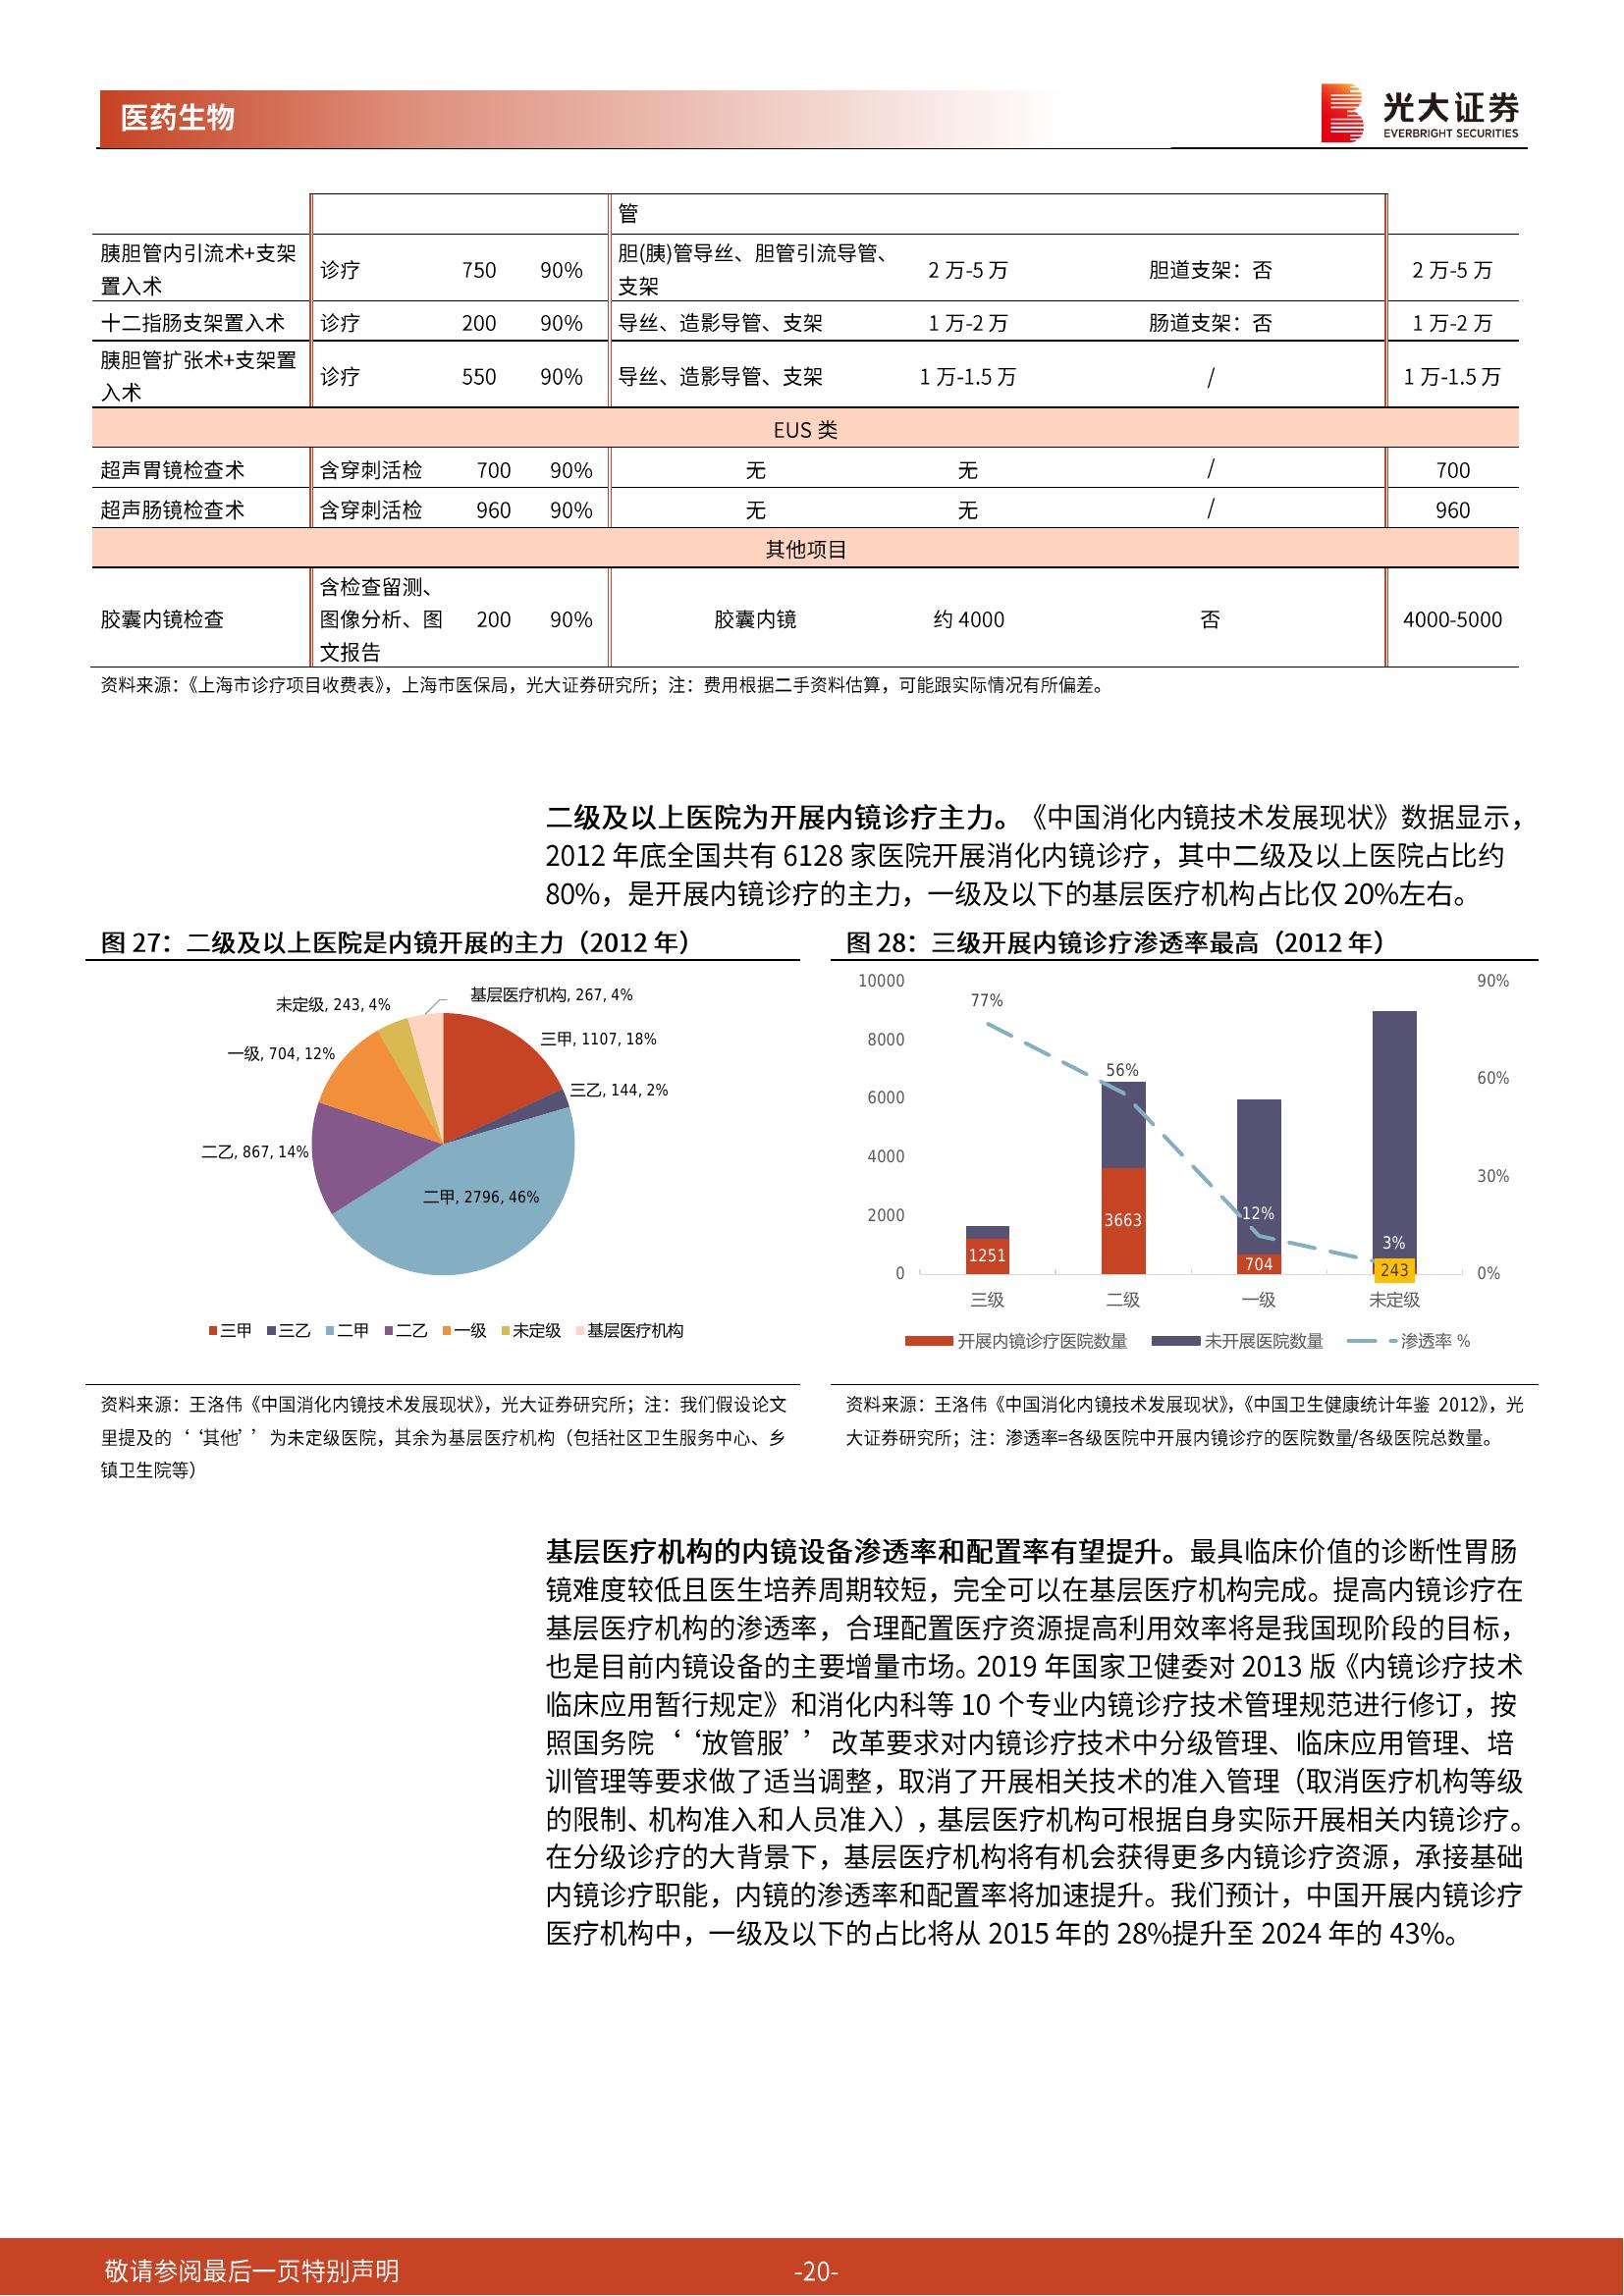 医药生物
光大证券
EVERBRIGHT SECURITIES
管
胰胆管内引流术+支架
置入术
诊疗 750 90%
胆(胰)管导丝、胆管引流导管、
支架
2 万-5 万 胆道支架：否 2 万-5 万
十二指肠支架置入术 诊疗 200 90% 导丝、造影导管、支架 1 万-2 万 肠道支架：否 1 万-2 万
胰胆管扩张术+支架置
入术
诊疗 550 90% 导丝、造影导管、支架 1 万-1.5 万 / 1 万-1.5 万
EUS 类
超声胃镜检查术 含穿刺活检 700 90% 无 无 / 700
超声肠镜检查术 含穿刺活检 960 90% 无 无 / 960
其他项目
胶囊内镜检查
含检查留测、
图像分析、图
文报告
200 90% 胶囊内镜 约 4000 否 4000-5000
资料来源：《上海市诊疗项目收费表》，上海市医保局，光大证券研究所；注：费用根据二手资料估算，可能跟实际情况有所偏差。
二级及以上医院为开展内镜诊疗主力。《中国消化内镜技术发展现状》数据显示，
2012 年底全国共有 6128 家医院开展消化内镜诊疗，其中二级及以上医院占比约
80%，是开展内镜诊疗的主力，一级及以下的基层医疗机构占比仅 20%左右。
图 27：二级及以上医院是内镜开展的主力（2012 年）
基层医疗机构, 267, 4%
未定级, 243, 4%
三甲, 1107, 18%
一级, 704, 12%
三乙, 144, 2%
二乙, 867, 14%
二甲, 2796, 46%
三甲 三乙 二甲 二乙 一级 未定级 基层医疗机构
资料来源：王洛伟《中国消化内镜技术发展现状》，光大证券研究所；注：我们假设论文
里提及的‘‘其他’’为未定级医院，其余为基层医疗机构（包括社区卫生服务中心、乡
镇卫生院等）
图 28：三级开展内镜诊疗渗透率最高（2012 年）
10000
8000
6000
4000
2000
0
90%
60%
30%
0%
77%
56%
12%
3%
1251
3663
704
243
三级 二级 一级 未定级
开展内镜诊疗医院数量 未开展医院数量 渗透率 %
资料来源：王洛伟《中国消化内镜技术发展现状》，《中国卫生健康统计年鉴 2012》，光
大证券研究所；注：渗透率=各级医院中开展内镜诊疗的医院数量/各级医院总数量。
基层医疗机构的内镜设备渗透率和配置率有望提升。最具临床价值的诊断性胃肠
镜难度较低且医生培养周期较短，完全可以在基层医疗机构完成。提高内镜诊疗在
基层医疗机构的渗透率，合理配置医疗资源提高利用效率将是我国现阶段的目标，
也是目前内镜设备的主要增量市场。2019 年国家卫健委对 2013 版《内镜诊疗技术
临床应用暂行规定》和消化内科等 10 个专业内镜诊疗技术管理规范进行修订，按
照国务院‘‘放管服’’改革要求对内镜诊疗技术中分级管理、临床应用管理、培
训管理等要求做了适当调整，取消了开展相关技术的准入管理（取消医疗机构等级
的限制、机构准入和人员准入），基层医疗机构可根据自身实际开展相关内镜诊疗。
在分级诊疗的大背景下，基层医疗机构将有机会获得更多内镜诊疗资源，承接基础
内镜诊疗职能，内镜的渗透率和配置率将加速提升。我们预计，中国开展内镜诊疗
医疗机构中，一级及以下的占比将从 2015 年的 28%提升至 2024 年的 43%。
敬请参阅最后一页特别声明
-20-